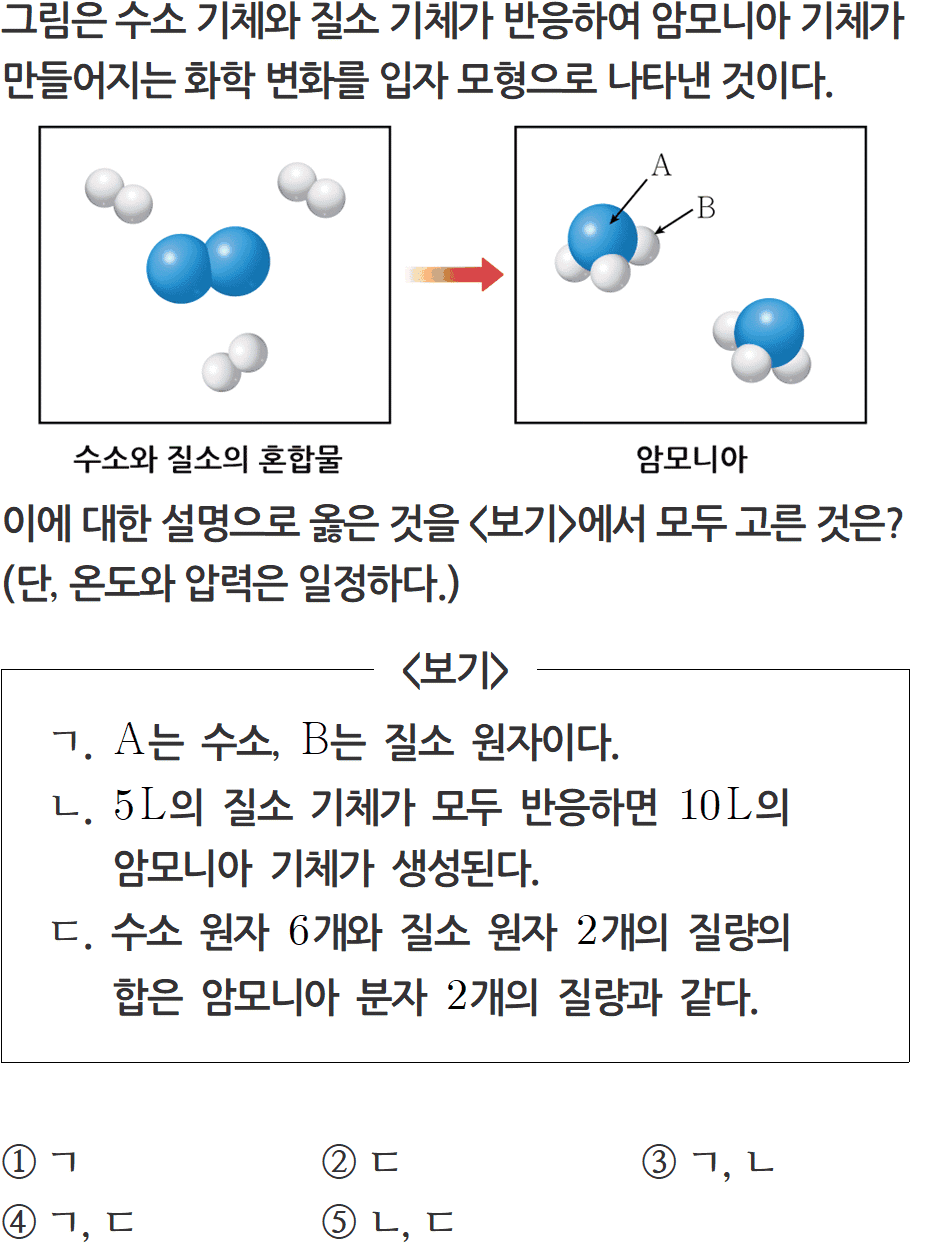 그림은 수소 기체와 질소 기체가 반응하여 암모니아 기체가
만들어지는 화학 변화를 입자 모형으로 나타낸 것이다.
A
B
수소와 질소의 혼합물
암모니아
이에 대한 설명으로 옳은 것을 <보기>에서 모두 고른 것은?
(단, 온도와 압력은 일정하다.)
<보기>
ㄱ. A는 수소, B는 질소 원자이다.
ㄴ. 5L의 질소 기체가 모두 반응하면 10L의
암모니아 기체가 생성된다.
ㄷ. 수소 원자 6개와 질소 원자 2개의 질량의
합은 암모니아 분자 2개의 질량과 같다.
① ㄱ ② ㄷ ③ ㄱ, ㄴ
④ ㄱ, ㄷ ⑤ ㄴ, ㄷ